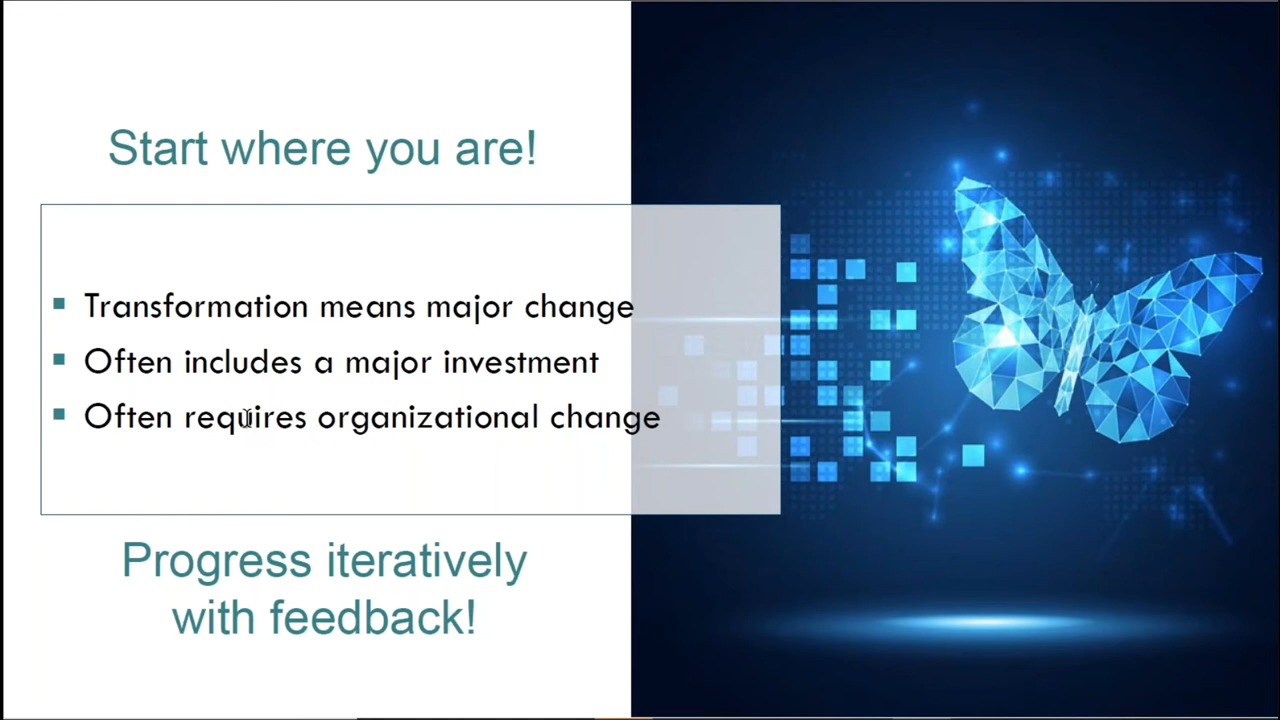 Start where you are!
Transformation means major change
Often includes a major investment
Often requires organizational change
Progress iteratively
with feedback!